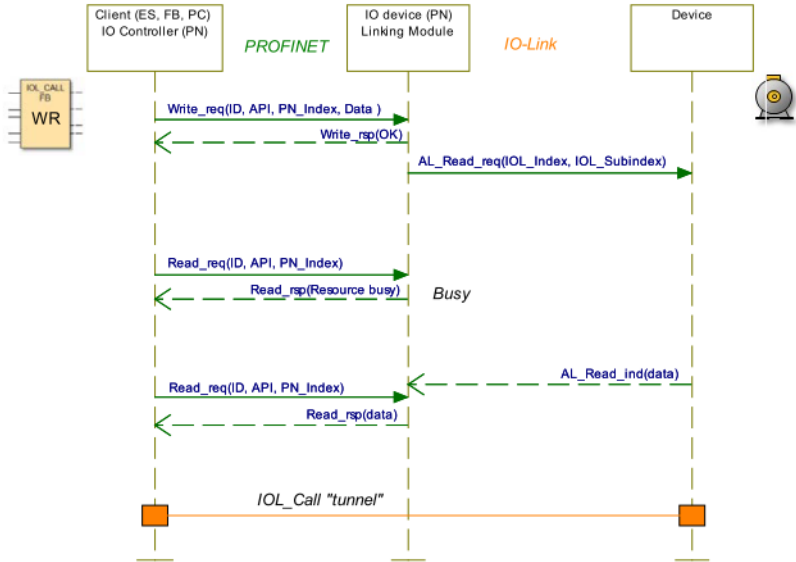 Client (ES, FB, PC)
IO Controller (PN)
PROFINET
IO device (PN)
Linking Module
IO-Link
Device
IOL_CALL
FB
WR
Write_req(ID, API, PN_Index, Data )
Write_rsp(OK)
AL_Read_req(IOL_Index, IOL_Subindex)
Read_req(ID, API, PN_Index)
Read_rsp(Resource busy)
Busy
AL_Read_ind(data)
Read_req(ID, API, PN_Index)
Read_rsp(data)
IOL_Call "tunnel"